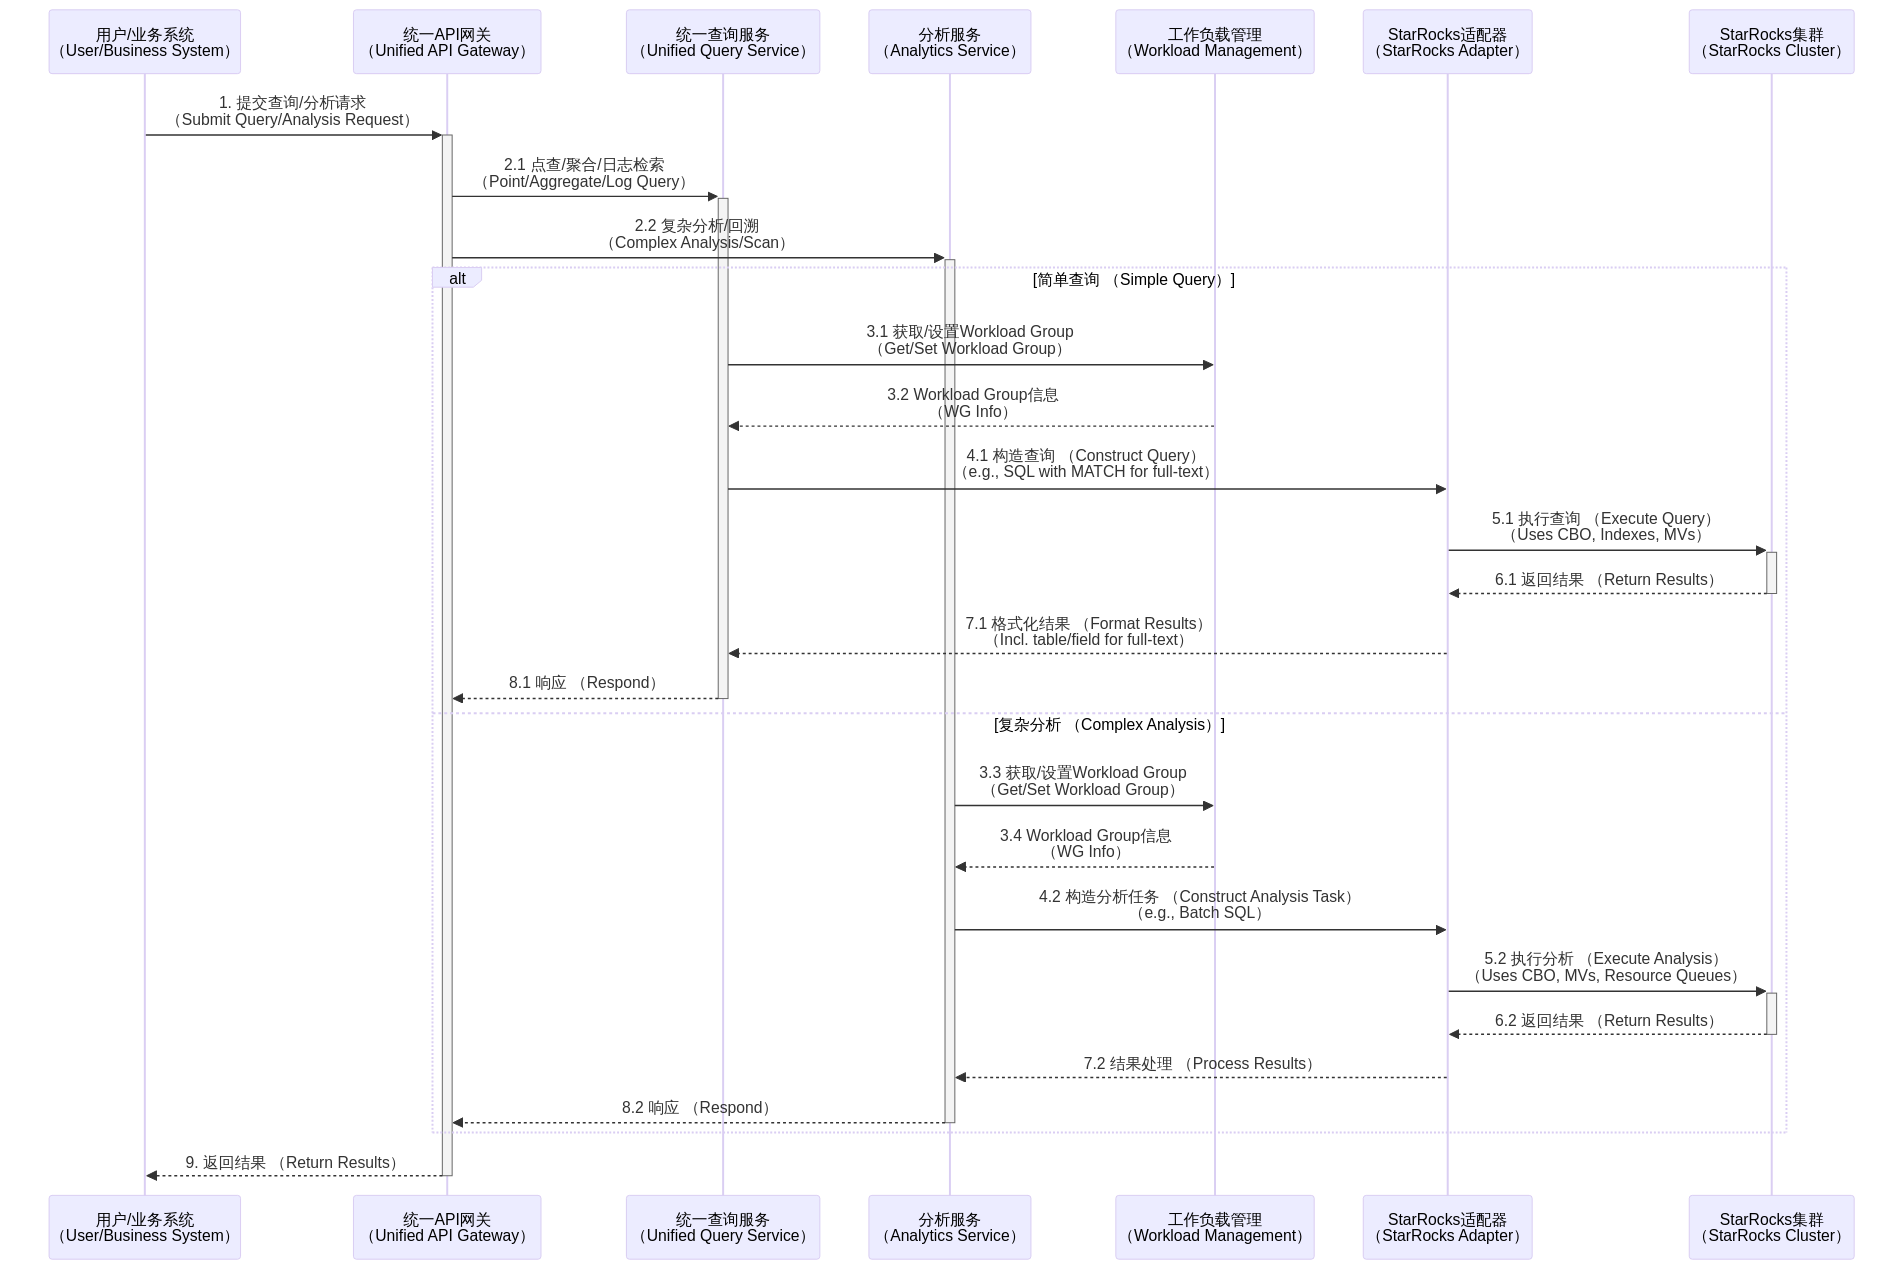 用户/业务系统
（User/Business System）
统一API网关
（Unified API Gateway）
统一查询服务
（Unified Query Service）
分析服务
（Analytics Service）
工作负载管理
（Workload Management）
StarRocks适配器
（StarRocks Adapter）
StarRocks集群
（StarRocks Cluster）
1. 提交查询/分析请求
（Submit Query/Analysis Request）
2.1 点查/聚合/日志检索
（Point/Aggregate/Log Query）
2.2 复杂分析/回溯
（Complex Analysis/Scan）
alt
[简单查询 （Simple Query）]
3.1 获取/设置Workload Group
（Get/Set Workload Group）
3.2 Workload Group信息
（WG Info）
4.1 构造查询 （Construct Query）
（e.g., SQL with MATCH for full-text）
5.1 执行查询 （Execute Query）
（Uses CBO, Indexes, MVs）
6.1 返回结果 （Return Results）
7.1 格式化结果 （Format Results）
（Incl. table/field for full-text）
8.1 响应 （Respond）
[复杂分析 （Complex Analysis）]
3.3 获取/设置Workload Group
（Get/Set Workload Group）
3.4 Workload Group信息
（WG Info）
4.2 构造分析任务 （Construct Analysis Task）
（e.g., Batch SQL）
5.2 执行分析 （Execute Analysis）
（Uses CBO, MVs, Resource Queues）
6.2 返回结果 （Return Results）
7.2 结果处理 （Process Results）
8.2 响应 （Respond）
9. 返回结果 （Return Results）
用户/业务系统
（User/Business System）
统一API网关
（Unified API Gateway）
统一查询服务
（Unified Query Service）
分析服务
（Analytics Service）
工作负载管理
（Workload Management）
StarRocks适配器
（StarRocks Adapter）
StarRocks集群
（StarRocks Cluster）